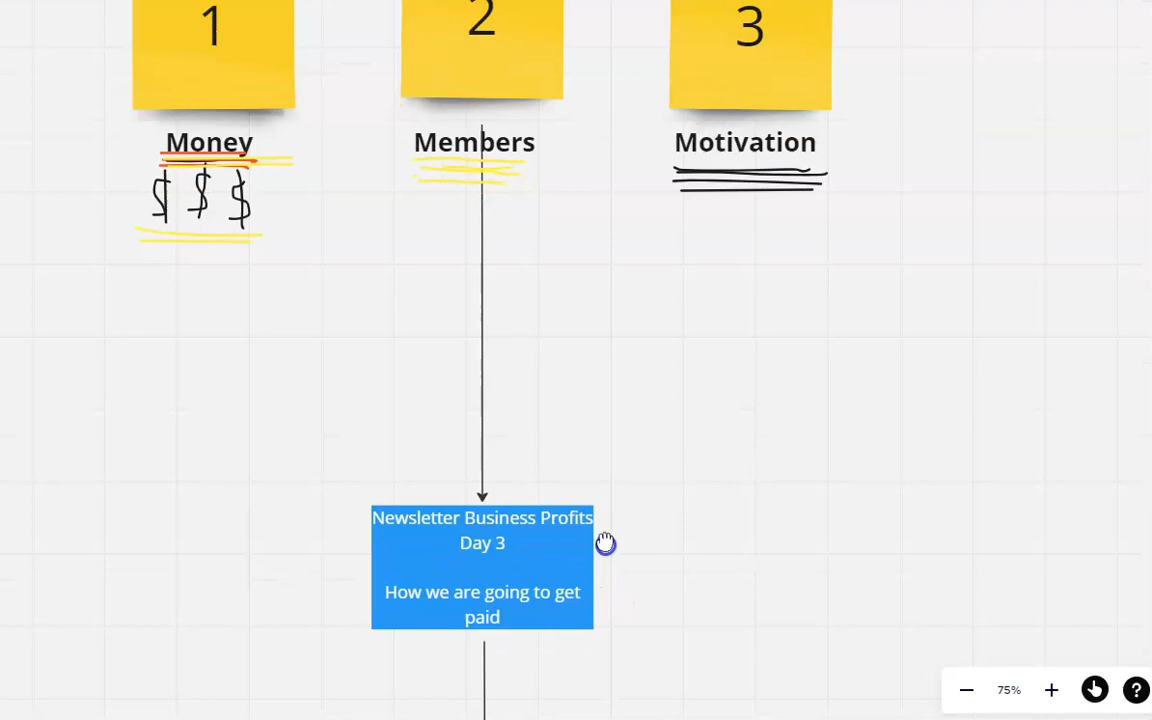 1
2
3
Money
Members
Motivation
$ $ $
Newsletter Business Profits
Day 3
How we are going to get
paid
75%
?